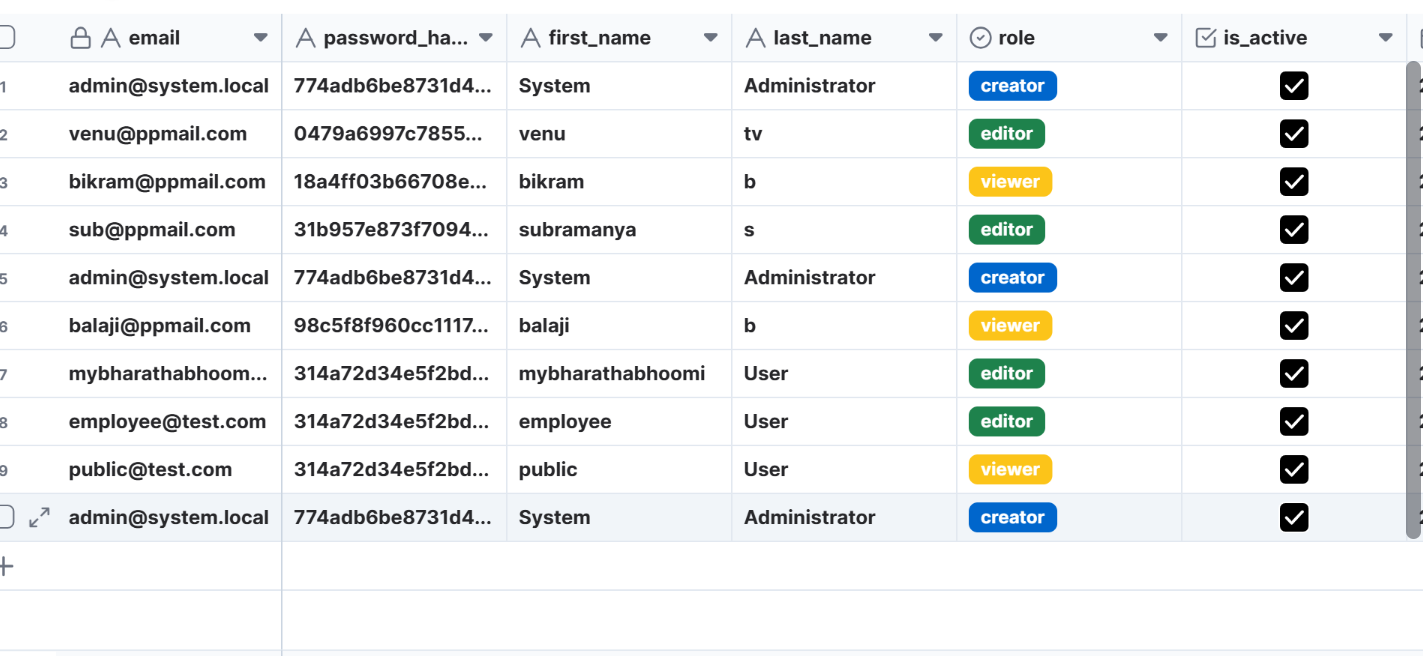 email password_ha... first_name last_name role is_active
1 admin@system.local 774adb6be8731d4... System Administrator creator
2 venu@ppmail.com 0479a6997c7855... venu tv editor
3 bikram@ppmail.com 18a4ff03b66708e... bikram b viewer
4 sub@ppmail.com 31b957e873f7094... subramanya s editor
5 admin@system.local 774adb6be8731d4... System Administrator creator
6 balaji@ppmail.com 98c5f8f960cc1117... balaji b viewer
7 mybharathabhoom... 314a72d34e5f2bd... mybharathabhoomi User editor
8 employee@test.com 314a72d34e5f2bd... employee User editor
9 public@test.com 314a72d34e5f2bd... public User viewer
admin@system.local 774adb6be8731d4... System Administrator creator